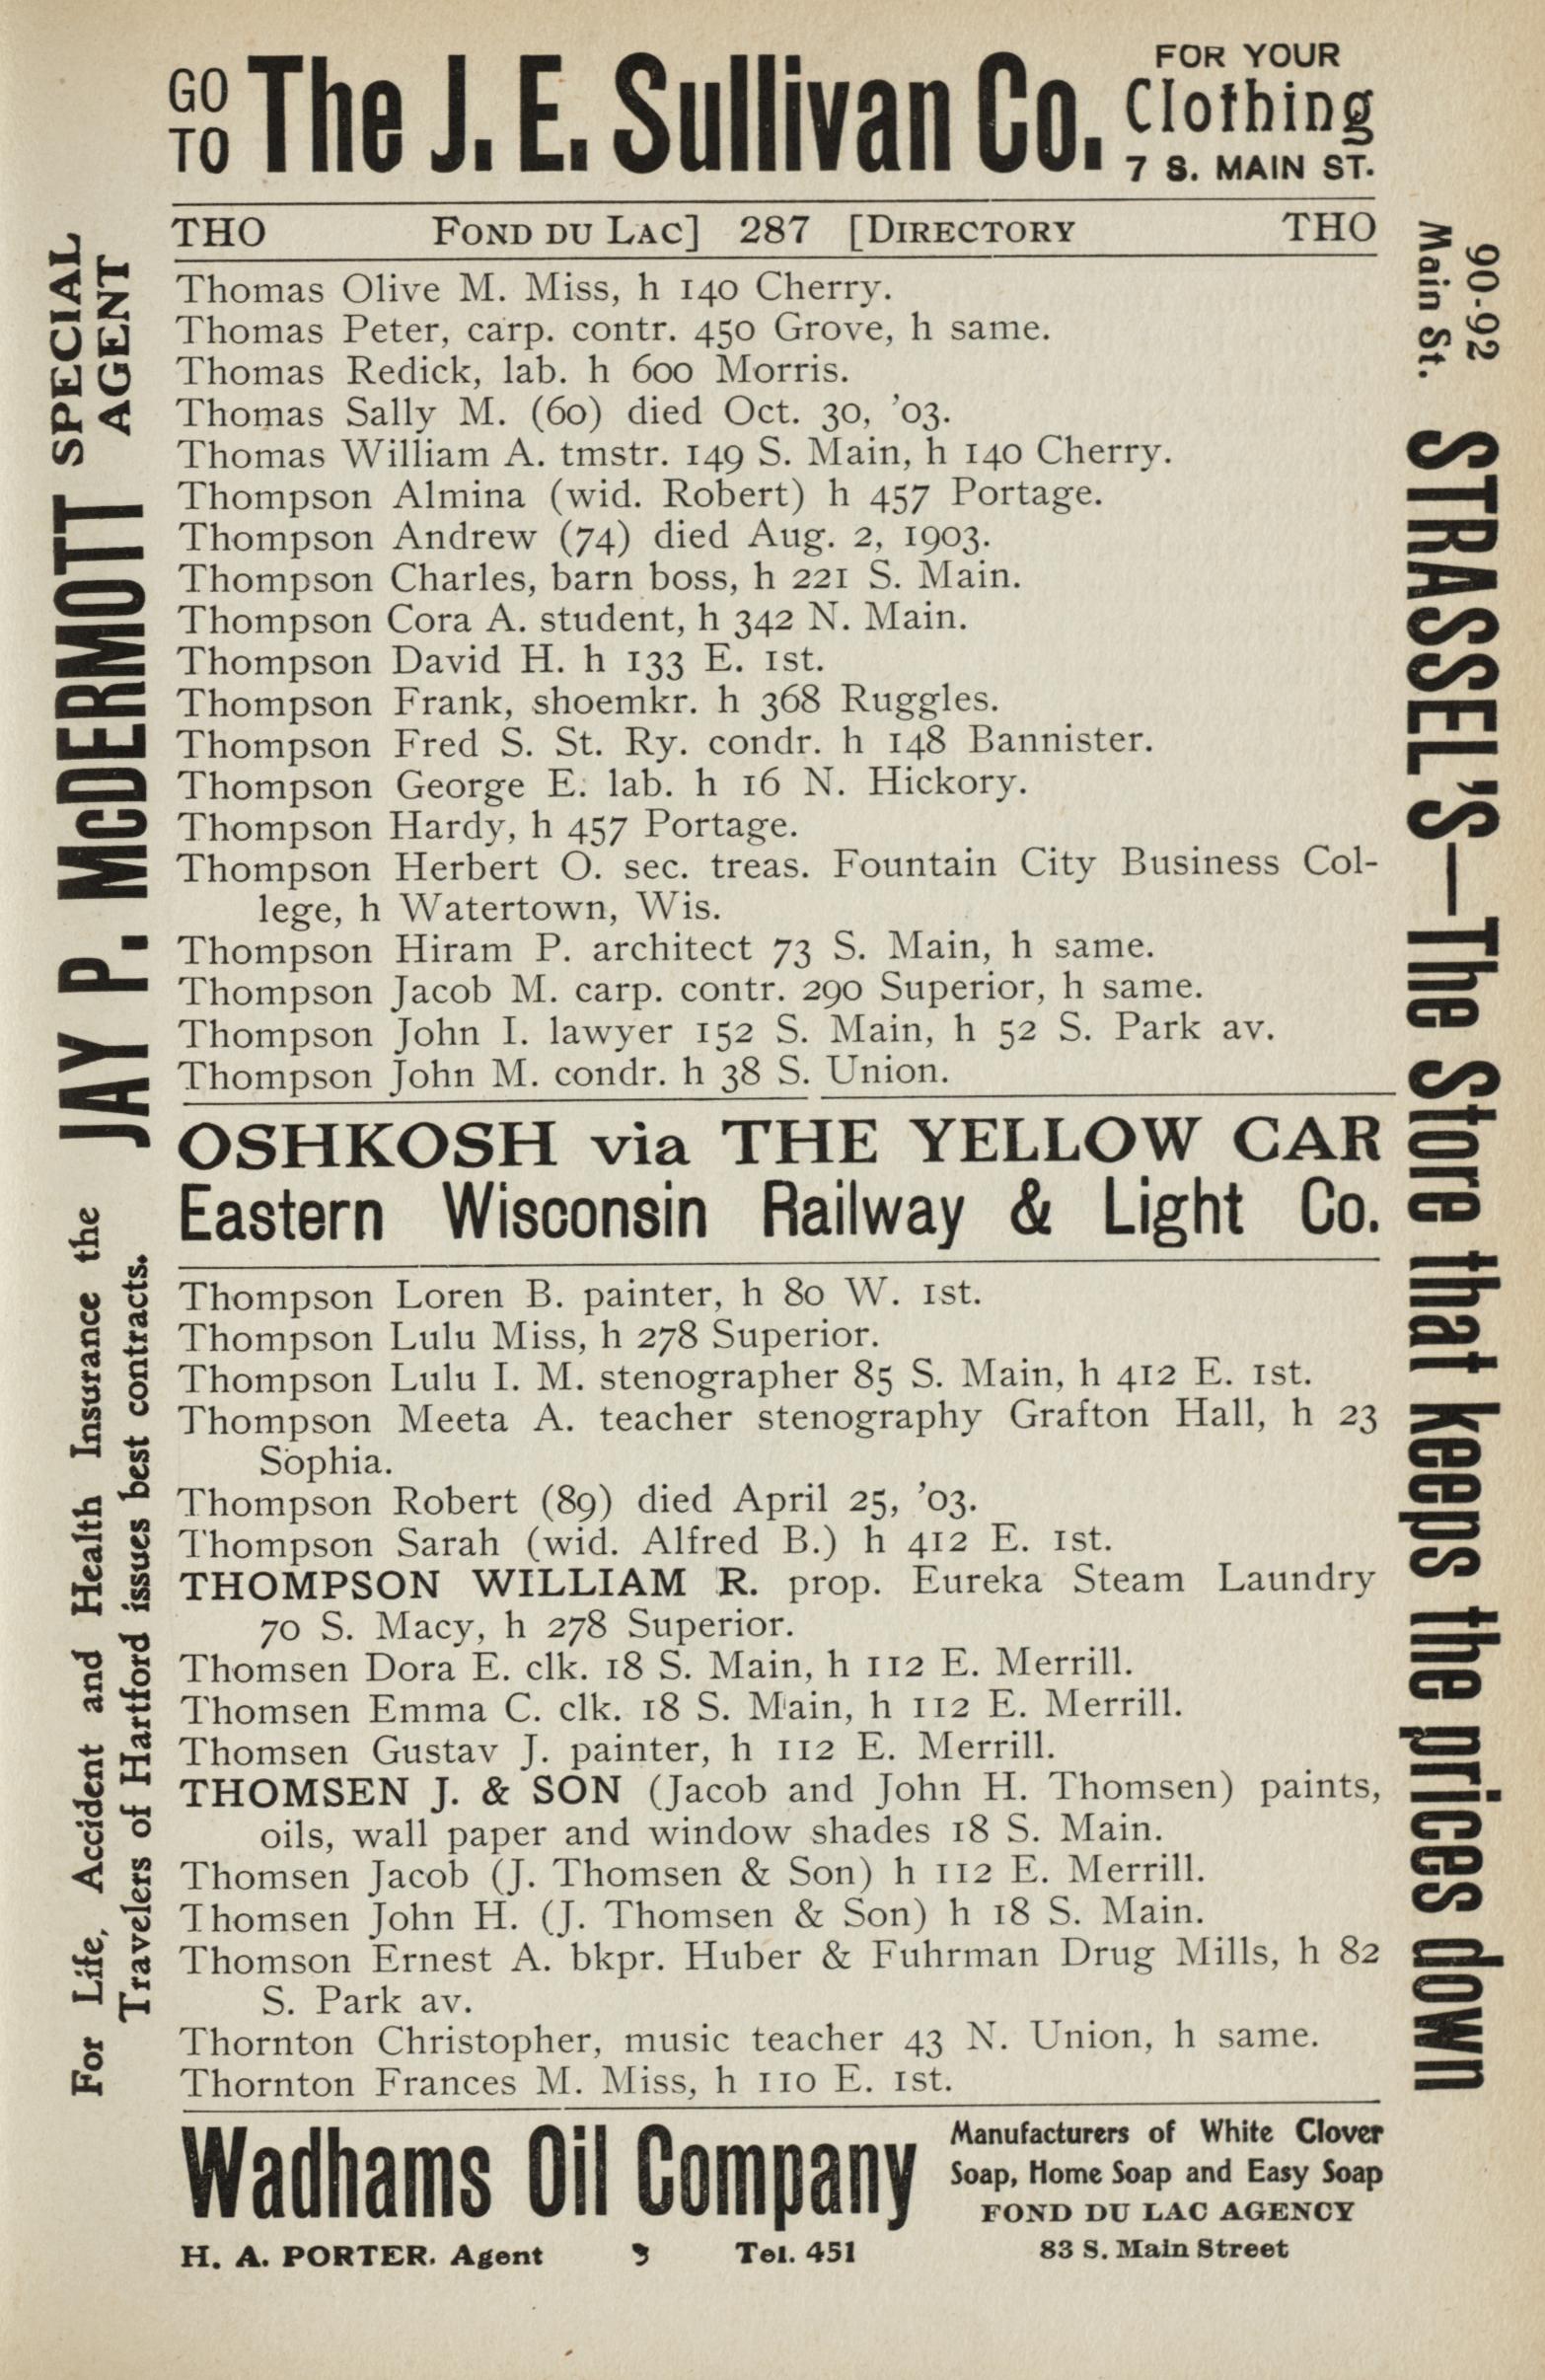 GO TO The J. E. Sullivan Co. FOR YOUR Clothing 7 S. MAIN ST.
THO FOND DU LAC] 287 [DIRECTORY THO
Thomas Olive M. Miss, h 140 Cherry.
Thomas Peter, carp. contr. 450 Grove, h same.
Thomas Redick, lab. h 600 Morris.
Thomas Sally M. (60) died Oct. 30, '03.
Thomas William A. tmstr. 149 S. Main, h 140 Cherry.
Thompson Almina (wid. Robert) h 457 Portage.
Thompson Andrew (74) died Aug. 2, 1903.
Thompson Charles, barn boss, h 221 S. Main.
Thompson Cora A. student, h 342 N. Main.
Thompson David H. h 133 E. 1st.
Thompson Frank, shoemkr. h 368 Ruggles.
Thompson Fred S. St. Ry. condr. h 148 Bannister.
Thompson George E. lab. h 16 N. Hickory.
Thompson Hardy, h 457 Portage.
Thompson Herbert O. sec. treas. Fountain City Business Col-
lege, h Watertown, Wis.
Thompson Hiram P. architect 73 S. Main, h same.
Thompson Jacob M. carp. contr. 290 Superior, h same.
Thompson John I. lawyer 152 S. Main, h 52 S. Park av.
Thompson John M. condr. h 38 S. Union.
OSHKOSH via THE YELLOW CAR
Eastern Wisconsin Railway & Light Co.
Thompson Loren B. painter, h 80 W. 1st.
Thompson Lulu Miss, h 278 Superior.
Thompson Lulu I. M. stenographer 85 S. Main, h 412 E. 1st.
Thompson Meeta A. teacher stenography Grafton Hall, h 23
Sophia.
Thompson Robert (89) died April 25, '03.
Thompson Sarah (wid. Alfred B.) h 412 E. 1st.
THOMPSON WILLIAM R. prop. Eureka Steam Laundry
70 S. Macy, h 278 Superior.
Thomsen Dora E. clk. 18 S. Main, h 112 E. Merrill.
Thomsen Emma C. clk. 18 S. Main, h 112 E. Merrill.
Thomsen Gustav J. painter, h 112 E. Merrill.
THOMSEN J. & SON (Jacob and John H. Thomsen) paints,
oils, wall paper and window shades 18 S. Main.
Thomsen Jacob (J. Thomsen & Son) h 112 E. Merrill.
Thomsen John H. (J. Thomsen & Son) h 18 S. Main.
Thomson Ernest A. bkpr. Huber & Fuhrman Drug Mills, h 82
S. Park av.
Thornton Christopher, music teacher 43 N. Union, h same.
Thornton Frances M. Miss, h 110 E. 1st.
Wadhams Oil Company
H. A. PORTER. Agent , Tel. 451
Manufacturers of White Clover
Soap, Home Soap and Easy Soap
FOND DU LAC AGENCY
83 S. Main Street
JAY P. McDERMOTT SPECIAL AGENT
For Life, Accident and Health Insurance the
Travelers of Hartford issues best contracts.
90-92 Main St. STRASSEL'S—The Store that keeps the prices down